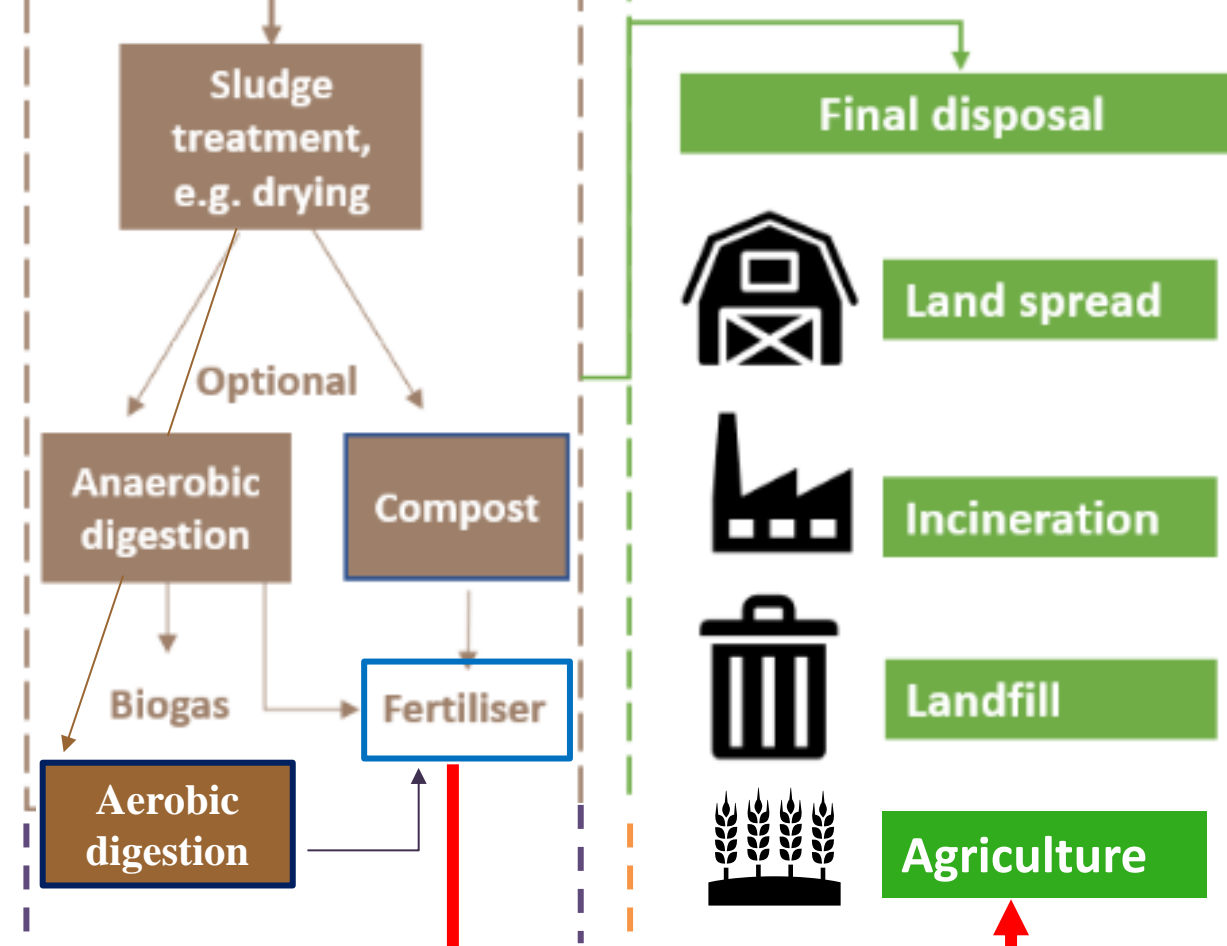 Sludge
treatment,
e.g. drying
Optional
Anaerobic
digestion
Compost
Biogas
Fertiliser
Aerobic
digestion
Final disposal
Land spread
Incineration
Landfill
Agriculture